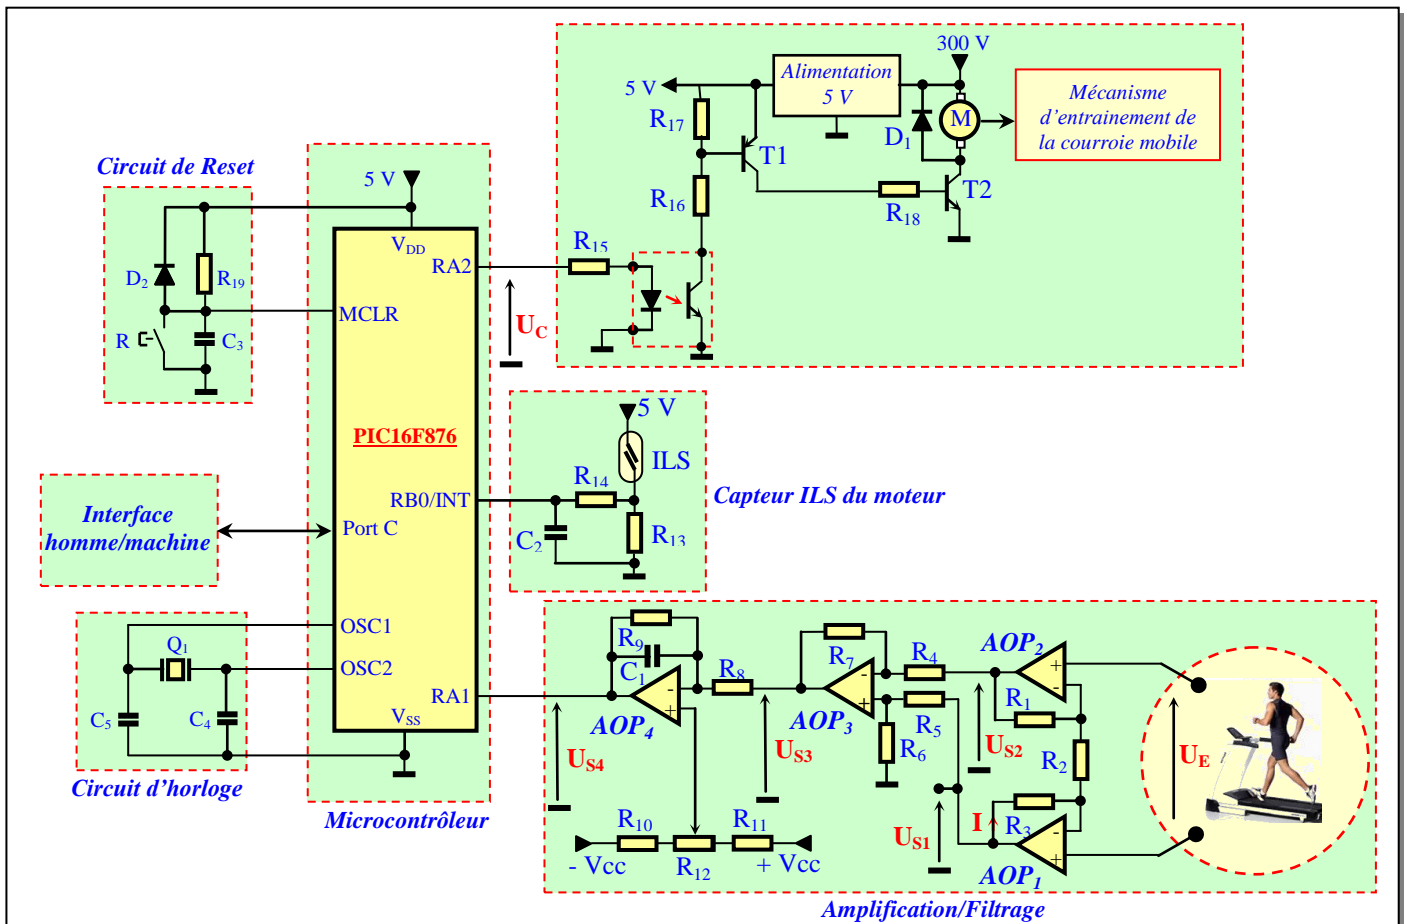 300 V
Alimentation
5 V
5 V
Mécanisme
d'entrainement de
la courroie mobile
M
D1
R17
T1
T2
R16
R18
Circuit de Reset
5 V
VDD
RA2
R15
D2
R19
MCLR
R
C3
UC
PIC16F876
5 V
ILS
R14
RB0/INT
C2
R13
Capteur ILS du moteur
Interface
homme/machine
Port C
OSC1
Q1
OSC2
C5
C4
RA1
VSS
Circuit d'horloge
Microcontrôleur
R9
C1
-
+
AOP4
R8
R7
-
+
AOP3
R4
R5
R6
AOP2
+
-
R1
R2
R3
-
+
AOP1
I
US4
US3
US2
US1
UE
R10
R11
R12
- Vcc
+ Vcc
Amplification/Filtrage